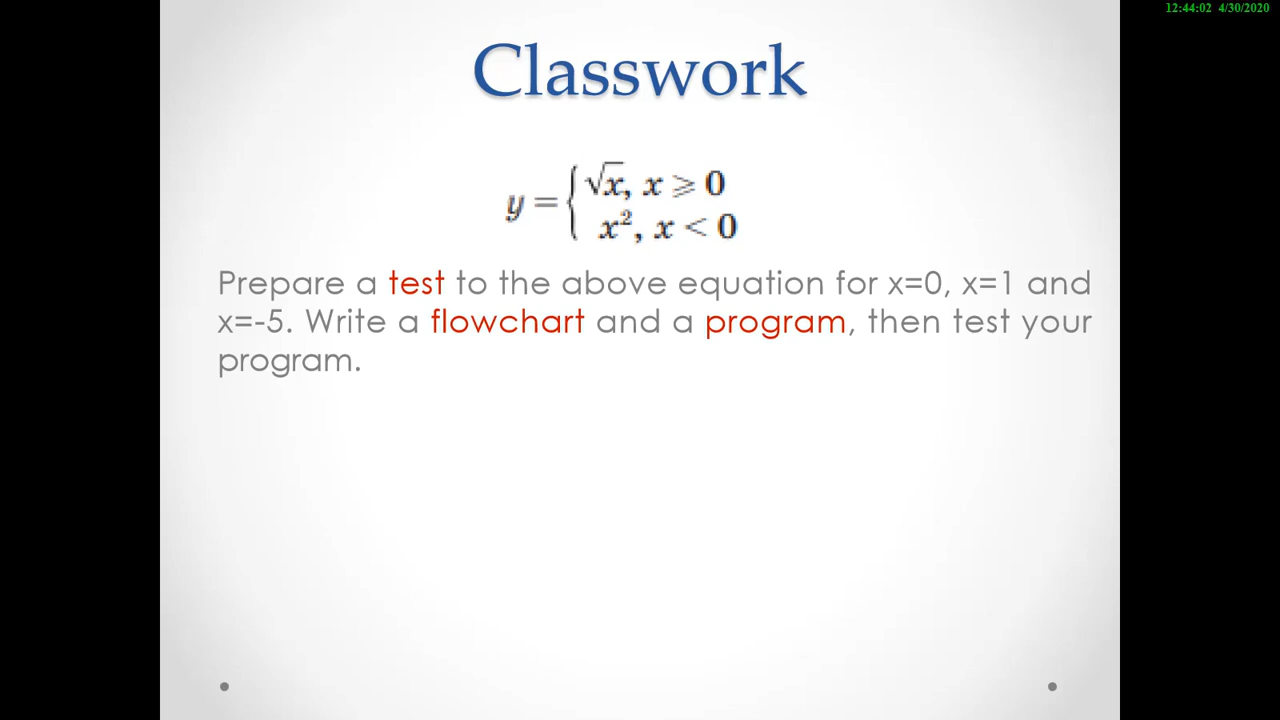 12:44:02 4/30/2020
Classwork
y = { √x, x ⩾ 0
x², x < 0
Prepare a test to the above equation for x=0, x=1 and
x=-5. Write a flowchart and a program, then test your
program.